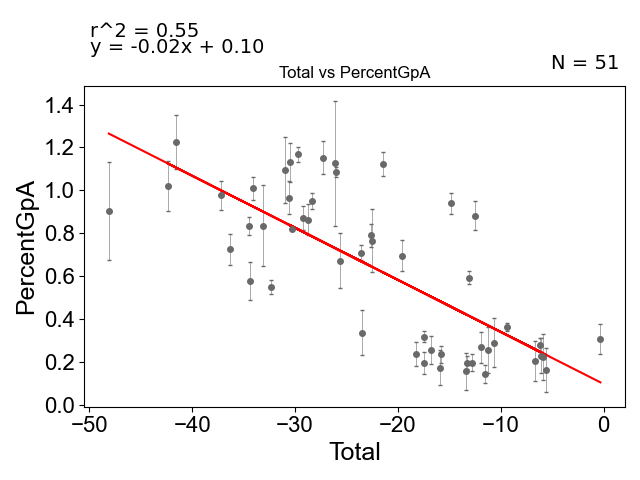 r^2 = 0.55
y = -0.02x + 0.10
N = 51
Total vs PercentGpA
1.4
1.2
1.0
0.8
0.6
0.4
0.2
0.0
PercentGpA
−50 −40 −30 −20 −10 0
Total